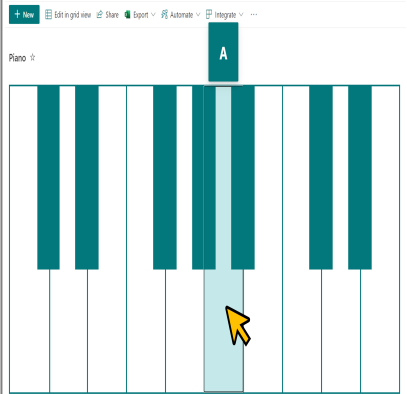 + New Edit in grid view Share Export Automate Integrate ...
A
Piano